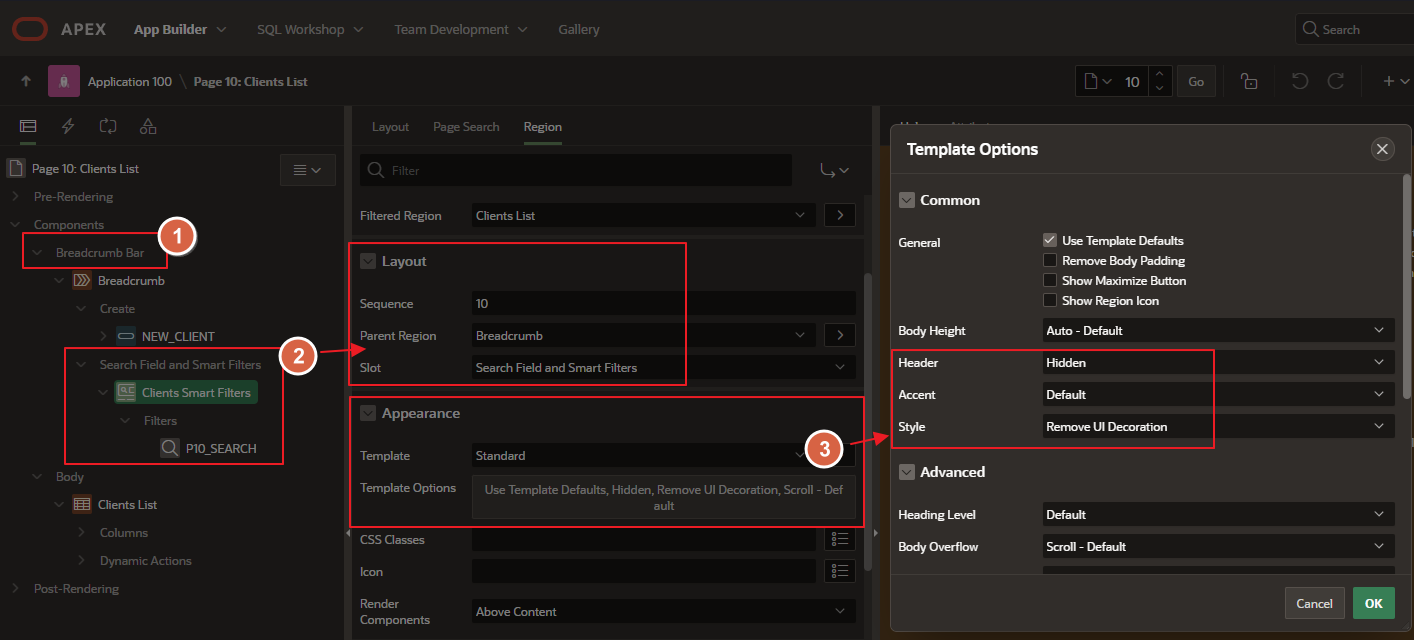 APEX App Builder SQL Workshop Team Development Gallery Search
Application 100 \ Page 10: Clients List 10 Go
Page 10: Clients List
Pre-Rendering
Components
Breadcrumb Bar
1
Breadcrumb
Create
NEW_CLIENT
Search Field and Smart Filters
2
Clients Smart Filters
Filters
P10_SEARCH
Body
Clients List
Columns
Dynamic Actions
Post-Rendering
Layout Page Search Region
Filter
Filtered Region Clients List
Layout
Sequence 10
Parent Region Breadcrumb
Slot Search Field and Smart Filters
Appearance
Template Standard
3
Template Options Use Template Defaults, Hidden, Remove UI Decoration, Scroll - Def
ault
CSS Classes
Icon
Render
Components
Above Content
Template Options
Common
General Use Template Defaults
Remove Body Padding
Show Maximize Button
Show Region Icon
Body Height Auto - Default
Header Hidden
Accent Default
Style Remove UI Decoration
Advanced
Heading Level Default
Body Overflow Scroll - Default
Cancel OK